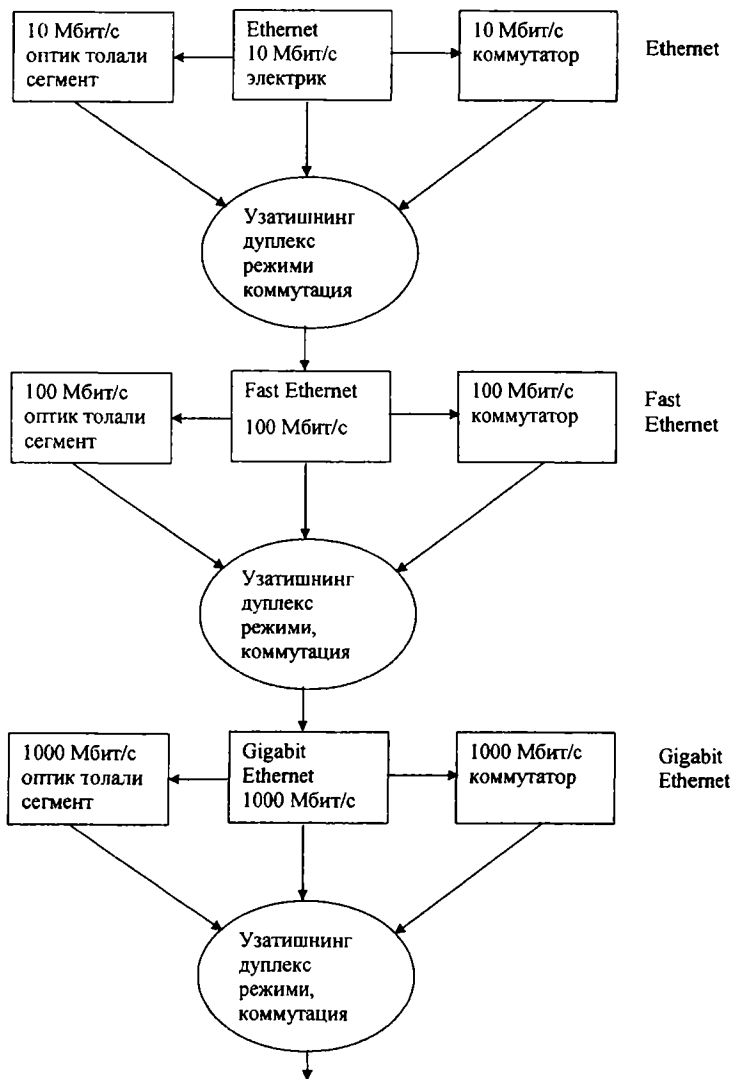 10 Мбит/с
оптик толали
сегмент
Ethernet
10 Мбит/с
электрик
10 Мбит/с
коммутатор
Ethernet
Узатишнинг
дуплекс
режими
коммутация
100 Мбит/с
оптик толали
сегмент
Fast Ethernet
100 Мбит/с
100 Мбит/с
коммутатор
Fast
Ethernet
Узатишнинг
дуплекс
режими,
коммутация
1000 Мбит/с
оптик толали
сегмент
Gigabit
Ethernet
1000 Мбит/с
1000 Мбит/с
коммутатор
Gigabit
Ethernet
Узатишнинг
дуплекс
режими,
коммутация